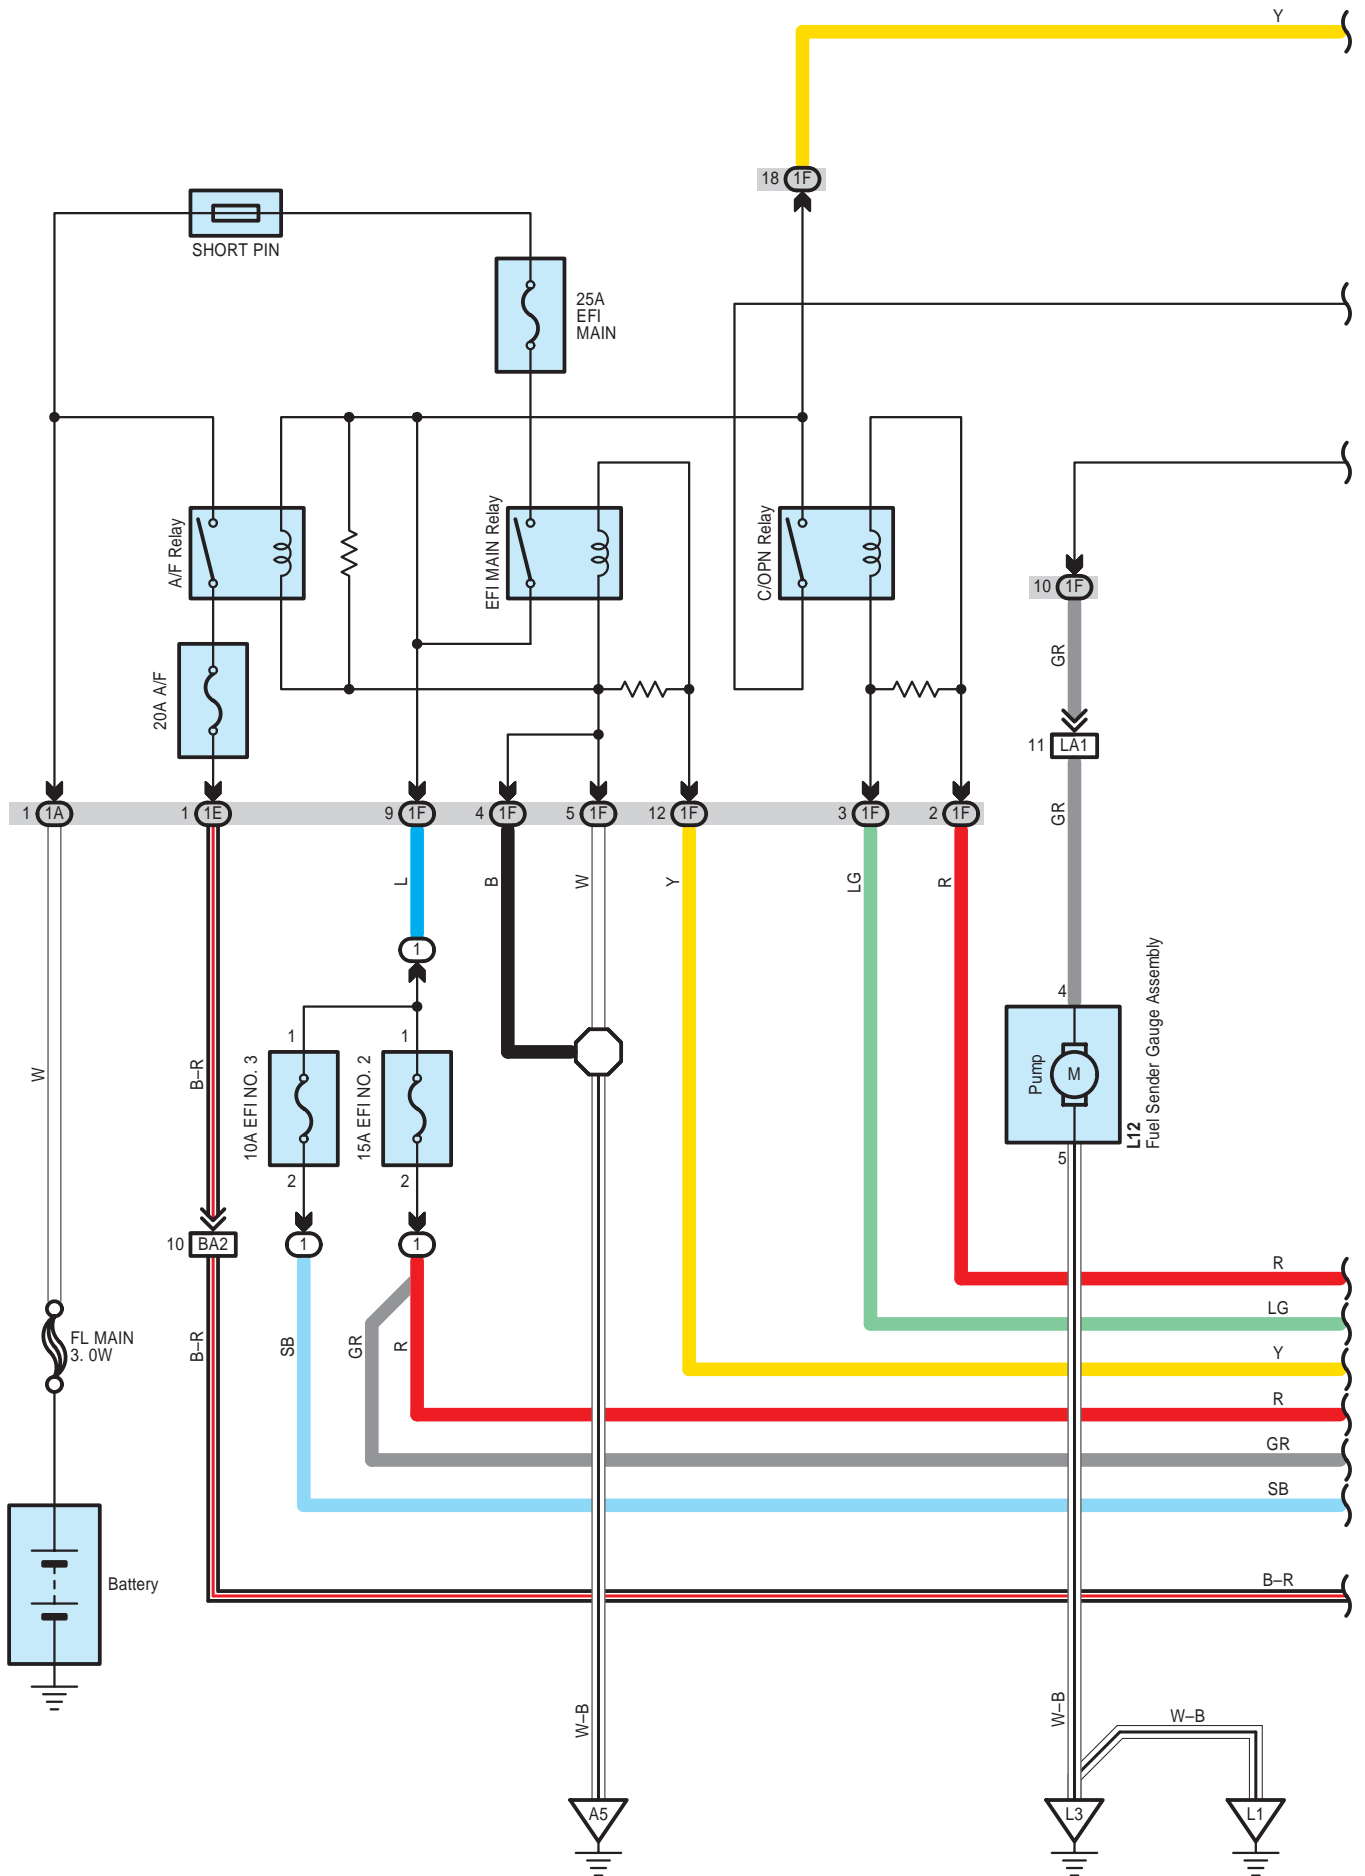 Y
18 1F
SHORT PIN
25A
EFI
MAIN
A/F Relay
EFI MAIN Relay
C/OPN Relay
10 1F
GR
20A A/F
11 LA1
1 1A
1 1E
9 1F
4 1F
5 1F
12 1F
3 1F
2 1F
GR
L
B
W
Y
LG
R
1
4
1
1
W
B–R
10A EFI NO. 3
15A EFI NO. 2
Pump
M
L12
Fuel Sender Gauge Assembly
2
2
5
10 BA2
1
1
R
LG
FL MAIN
3. 0W
B–R
SB
GR
R
Y
R
GR
SB
Battery
B–R
W–B
W–B
W–B
A5
L3
L1